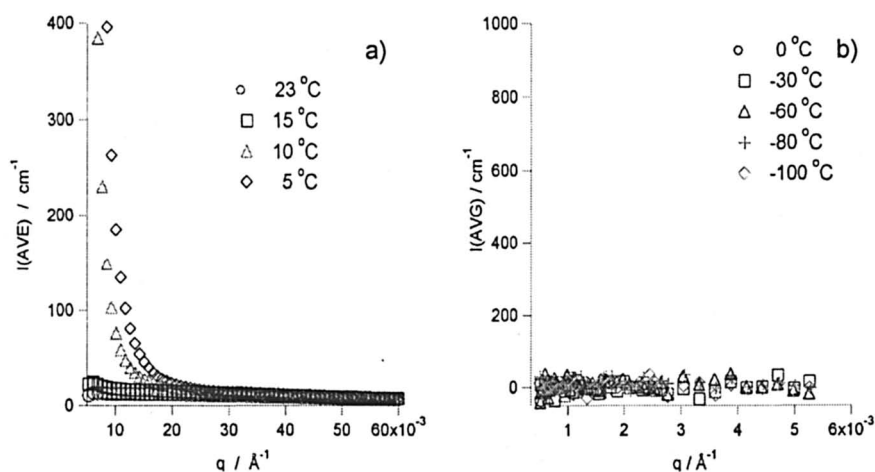 400
300
200
100
0
I(AVE) / cm⁻¹
a)
23 °C
15 °C
10 °C
5 °C
10
20
30
40
50
60x10⁻³
q / Å⁻¹
1000
800
600
400
200
0
I(AVG) / cm⁻¹
b)
0 °C
-30 °C
-60 °C
-80 °C
-100 °C
1
2
3
4
5
6x10⁻³
q / Å⁻¹